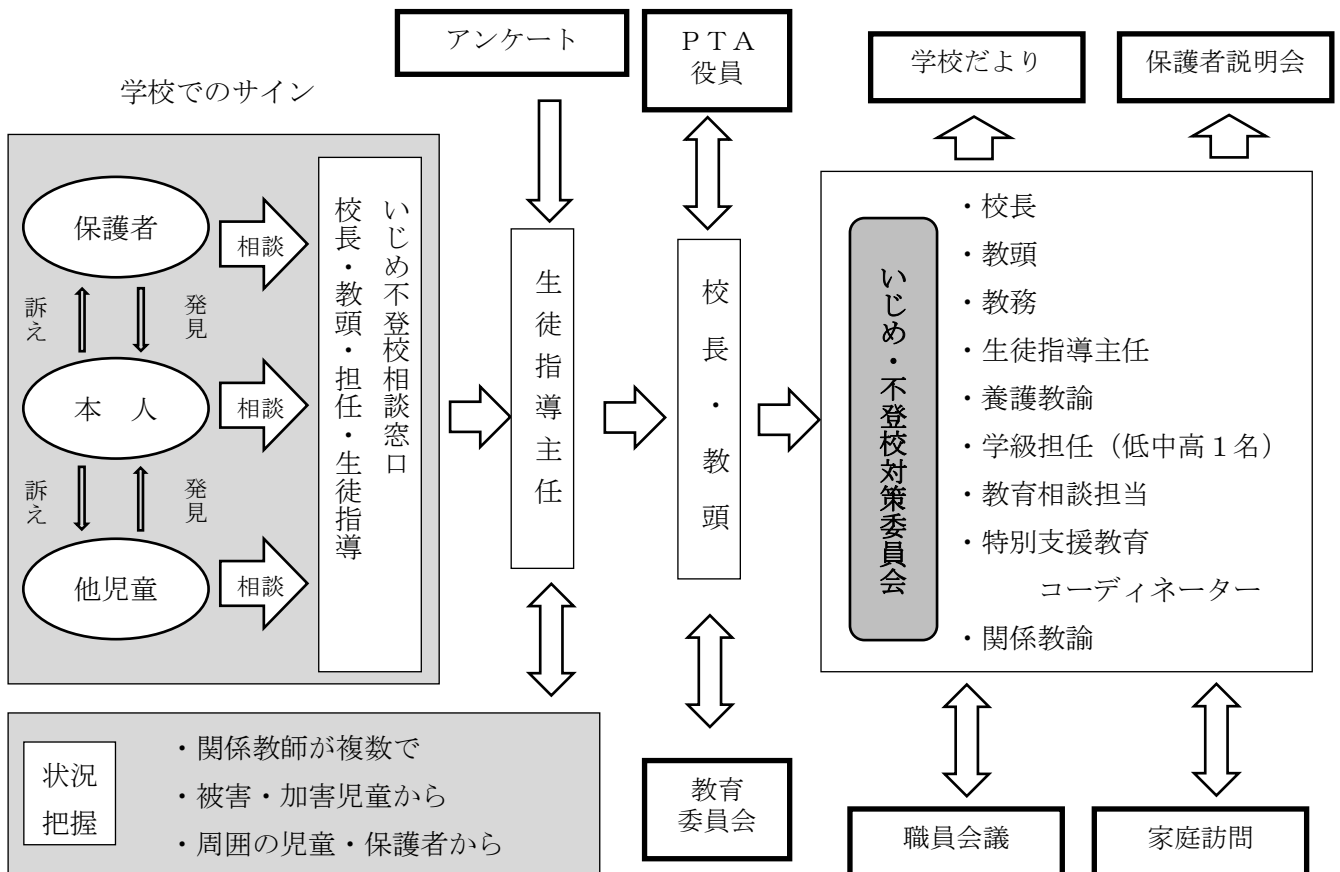 アンケート
ＰＴＡ
役員
学校だより
保護者説明会
学校でのサイン
保護者
相談
訴え
発見
本　人
相談
訴え
発見
他児童
相談
いじめ不登校相談窓口
校長・教頭・担任・生徒指導
生徒指導主任
校長・教頭
いじめ・不登校対策委員会
・校長
・教頭
・教務
・生徒指導主任
・養護教諭
・学級担任（低中高１名）
・教育相談担当
・特別支援教育
コーディネーター
・関係教諭
状況
把握
・関係教師が複数で
・被害・加害児童から
・周囲の児童・保護者から
教育
委員会
職員会議
家庭訪問